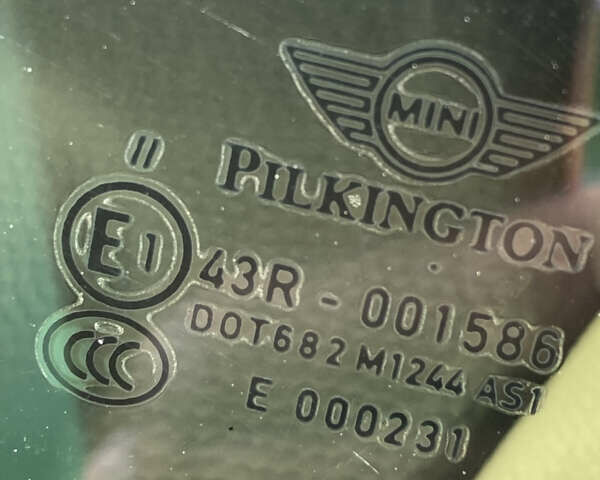 MINI
II
PILKINGTON
E1
43R - 001586
CCC
DOT682 M1244 AS1
E 000231